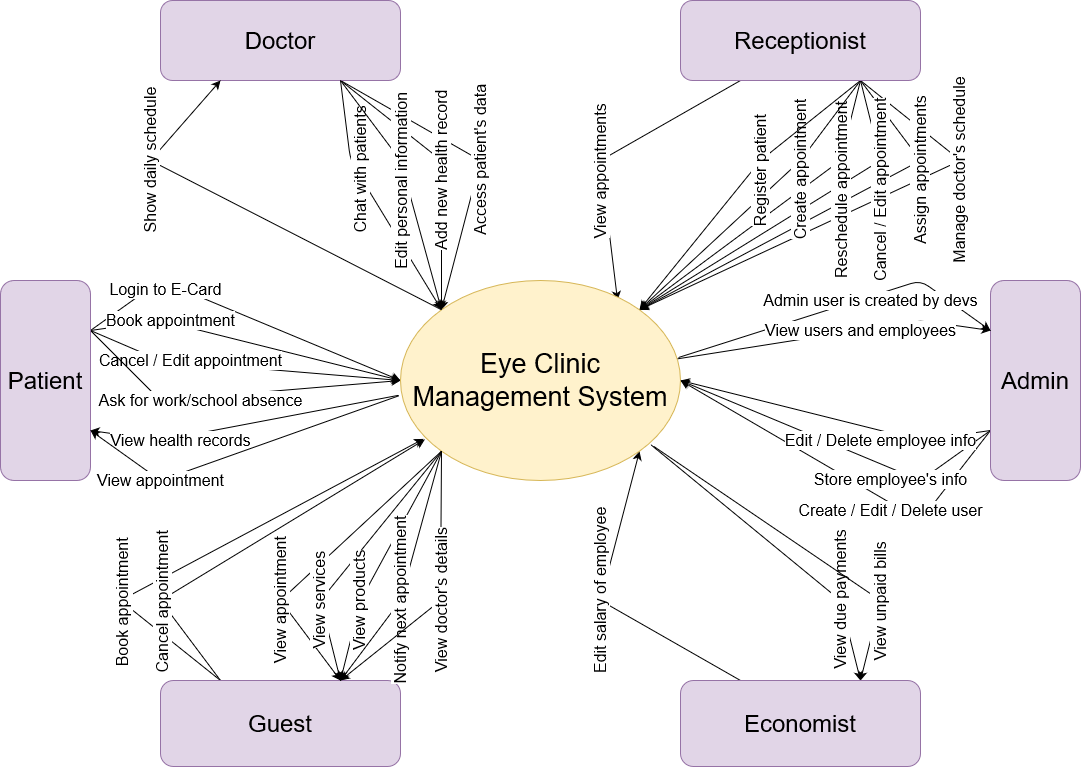 Doctor
Receptionist
Show daily schedule
Chat with patients
Edit personal information
Add new health record
Access patient's data
View appointments
Register patient
Create appointment
Reschedule appointment
Cancel / Edit appointment
Assign appointments
Manage doctor's schedule
Login to E-Card
Book appointment
Cancel / Edit appointment
Ask for work/school absence
View health records
View appointment
Patient
Eye Clinic
Management System
Admin user is created by devs
View users and employees
Admin
Edit / Delete employee info
Store employee's info
Create / Edit / Delete user
Book appointment
Cancel appointment
View appointment
View services
View products
Notify next appointment
View doctor's details
Edit salary of employee
View due payments
View unpaid bills
Guest
Economist